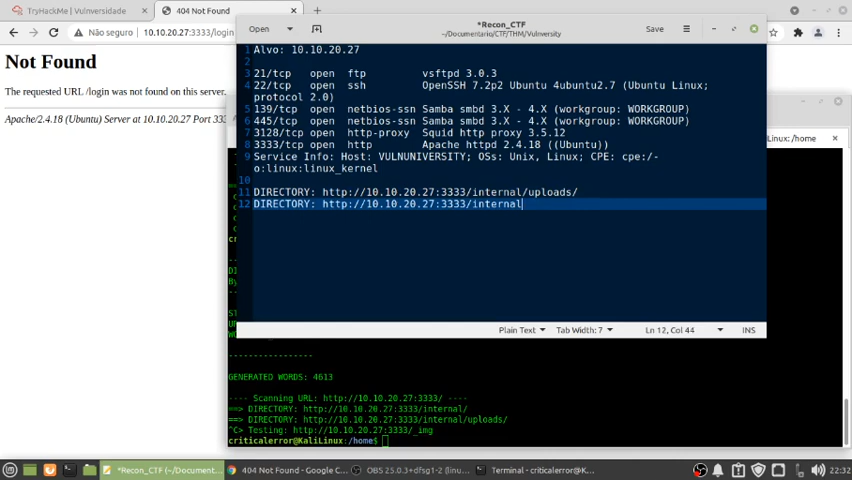 TryHackMe | Vulnversidade
404 Not Found
Não seguro
10.10.20.27:3333/login
Not Found
The requested URL /login was not found on this server.
Apache/2.4.18 (Ubuntu) Server at 10.10.20.27 Port 333
Open
*Recon_CTF
~/Documentario/CTF/THM/Vulnversity
Save
1 Alvo: 10.10.20.27
2
3 21/tcp open ftp vsftpd 3.0.3
4 22/tcp open ssh OpenSSH 7.2p2 Ubuntu 4ubuntu2.7 (Ubuntu Linux;
protocol 2.0)
5 139/tcp open netbios-ssn Samba smbd 3.X - 4.X (workgroup: WORKGROUP)
6 445/tcp open netbios-ssn Samba smbd 3.X - 4.X (workgroup: WORKGROUP)
7 3128/tcp open http-proxy Squid http proxy 3.5.12
8 3333/tcp open http Apache httpd 2.4.18 ((Ubuntu))
9 Service Info: Host: VULNUNIVERSITY; OSs: Unix, Linux; CPE: cpe:/-
o:linux:linux_kernel
10
11 DIRECTORY: http://10.10.20.27:3333/internal/uploads/
12 DIRECTORY: http://10.10.20.27:3333/internal
Plain Text
Tab Width: 7
Ln 12, Col 44
INS
Linux: /home
-----------------
GENERATED WORDS: 4613
---- Scanning URL: http://10.10.20.27:3333/ ----
==> DIRECTORY: http://10.10.20.27:3333/internal/
==> DIRECTORY: http://10.10.20.27:3333/internal/uploads/
^C> Testing: http://10.10.20.27:3333/_img
criticalerror@KaliLinux:/home$
*Recon_CTF (~/Document...
404 Not Found - Google C...
OBS 25.0.3+dfsg1-2 (linu...
Terminal - criticalerror@K...
22:32